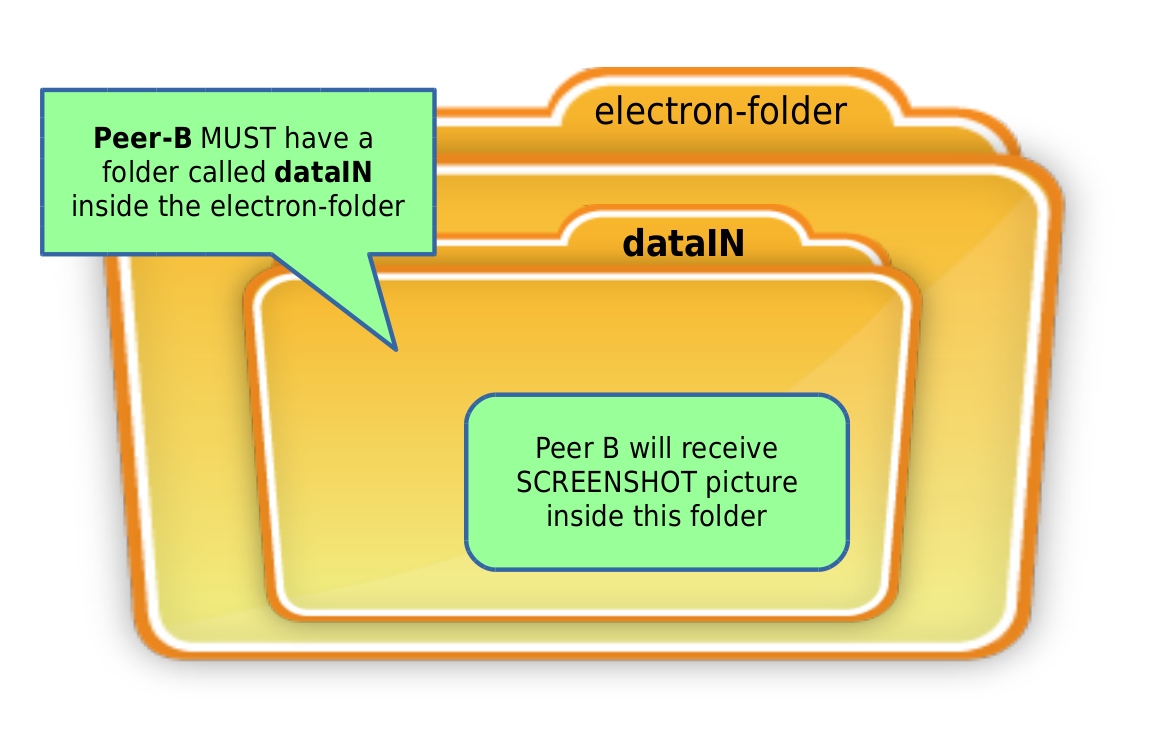 electron-folder
Peer-B MUST have a
folder called dataIN
inside the electron-folder
dataIN
Peer B will receive
SCREENSHOT picture
inside this folder